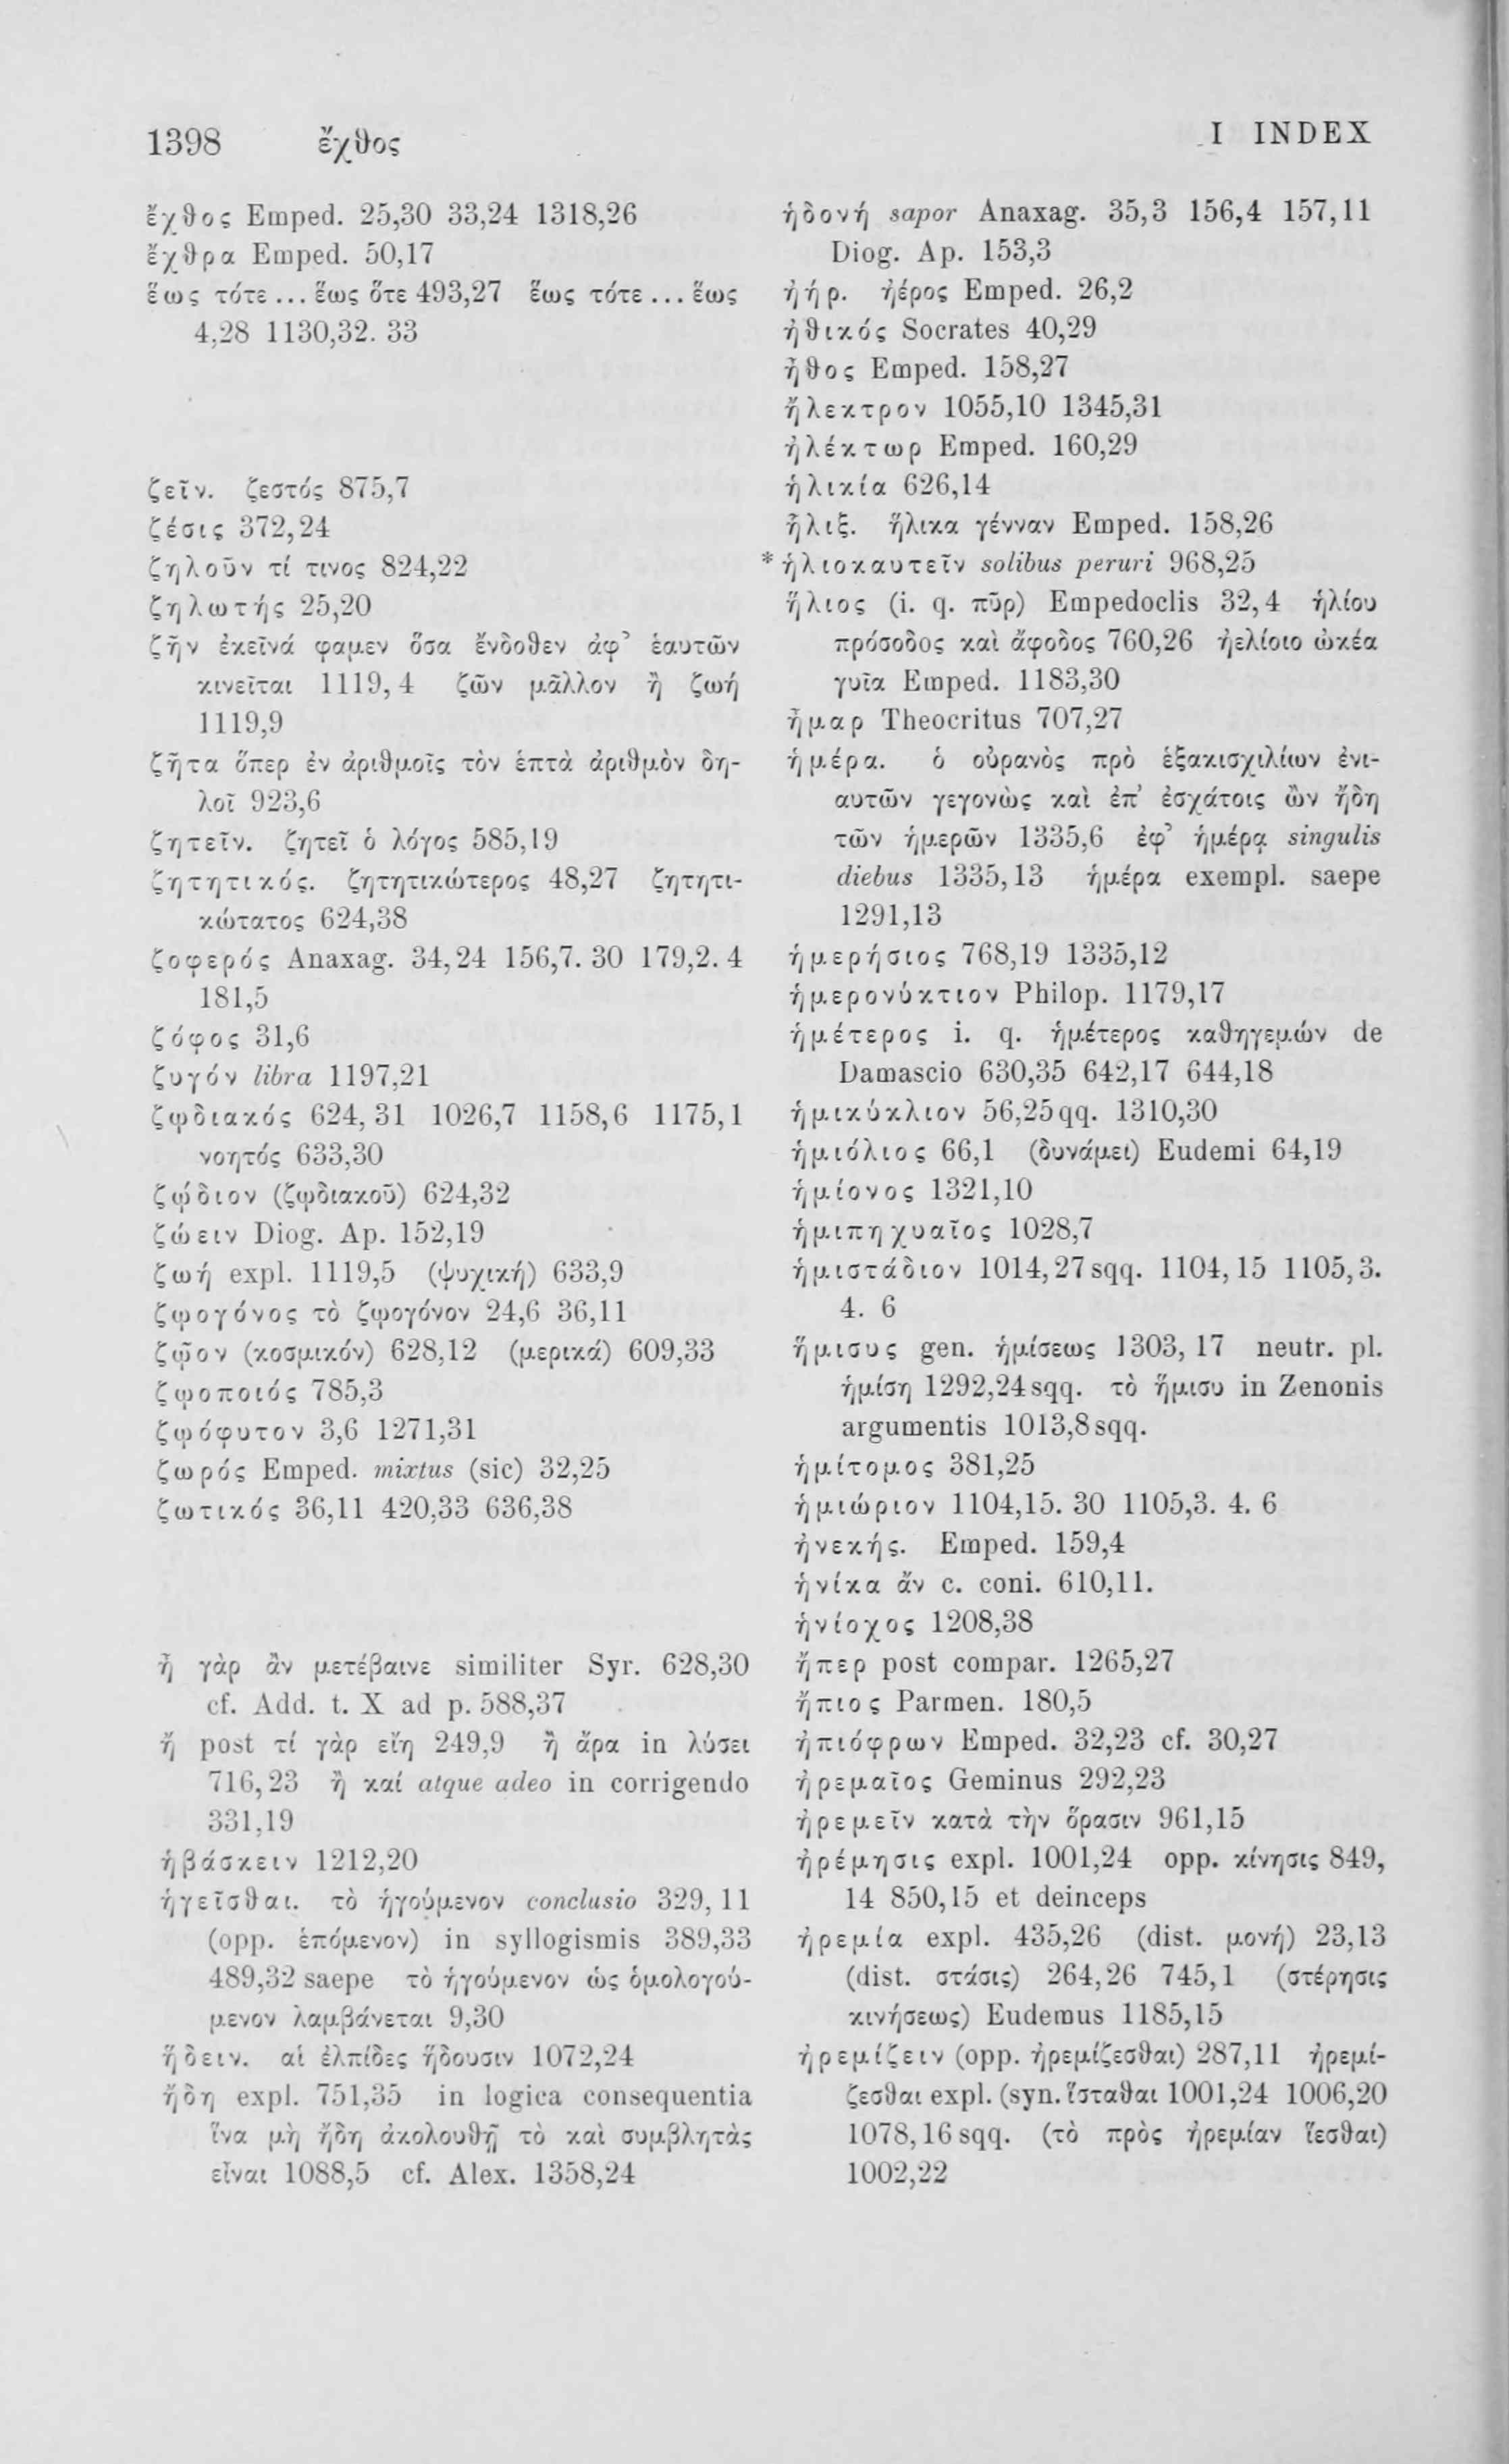 1398 ἔχθος
I INDEX
ἔχθος Emped. 25,30 33,24 1318,26
ἔχθρα Emped. 50,17
ἕως τότε ... ἕως ὅτε 493,27 ἕως τότε ... ἕως
4,28 1130,32. 33
ζεῖν. ζεστός 875,7
ζέσις 372,24
ζηλοῦν τί τινος 824,22
ζηλωτής 25,20
ζῆν ἐκεῖνά φαμεν ὅσα ἔνδοθεν ἀφ’ ἑαυτῶν
κινεῖται 1119,4 ζῶν μᾶλλον ἢ ζωή
1119,9
ζῆτα ὅπερ ἐν ἀριθμοῖς τὸν ἑπτὰ ἀριθμὸν δη-
λοῖ 923,6
ζητεῖν. ζητεῖ ὁ λόγος 585,19
ζητητικός. ζητητικώτερος 48,27 ζητητι-
κώτατος 624,38
ζοφερός Anaxag. 34,24 156,7. 30 179,2. 4
181,5
ζόφος 31,6
ζυγόν libra 1197,21
ζῳδιακός 624,31 1026,7 1158,6 1175,1
νοητός 633,30
ζῴδιον (ζῳδιακοῦ) 624,32
ζώειν Diog. Ap. 152,19
ζωή expl. 1119,5 (ψυχική) 633,9
ζῳογόνος τὸ ζῳογόνον 24,6 36,11
ζῷον (κοσμικόν) 628,12 (μερικά) 609,33
ζῳοποιός 785,3
ζῳόφυτον 3,6 1271,31
ζωρός Emped. mixtus (sic) 32,25
ζωτικός 36,11 420,33 636,38
ἦ γὰρ ἂν μετέβαινε similiter Syr. 628,30
cf. Add. t. X ad p. 588,37
ἤ post τί γὰρ εἴη 249,9 ἢ ἄρα in λύσει
716,23 ἢ καί atque adeo in corrigendo
331,19
ἡβάσκειν 1212,20
ἡγεῖσθαι. τὸ ἡγούμενον conclusio 329,11
(opp. ἑπόμενον) in syllogismis 389,33
489,32 saepe τὸ ἡγούμενον ὡς ὁμολογού-
μενον λαμβάνεται 9,30
ἥδειν. αἱ ἐλπίδες ἥδουσιν 1072,24
ἤδη expl. 751,35 in logica consequentia
ἵνα μὴ ἤδη ἀκολουθῇ τὸ καὶ συμβλητὰς
εἶναι 1088,5 cf. Alex. 1358,24
ἡδονή sapor Anaxag. 35,3 156,4 157,11
Diog. Ap. 153,3
ἠήρ. ἠέρος Emped. 26,2
ἠθικός Socrates 40,29
ἦθος Emped. 158,27
ἤλεκτρον 1055,10 1345,31
ἠλέκτωρ Emped. 160,29
ἡλικία 626,14
ἧλιξ. ἥλικα γένναν Emped. 158,26
*ἡλιοκαυτεῖν solibus peruri 968,25
ἥλιος (i. q. πῦρ) Empedoclis 32,4 ἡλίου
πρόσοδος καὶ ἄφοδος 760,26 ἠελίοιο ὠκέα
γυῖα Emped. 1183,30
ἦμαρ Theocritus 707,27
ἡμέρα. ὁ οὐρανὸς πρὸ ἑξακισχιλίων ἐνι-
αυτῶν γεγονὼς καὶ ἐπ’ ἐσχάτοις ὢν ἤδη
τῶν ἡμερῶν 1335,6 ἐφ’ ἡμέρᾳ singulis
diebus 1335,13 ἡμέρα exempl. saepe
1291,13
ἡμερήσιος 768,19 1335,12
ἡμερονύκτιον Philop. 1179,17
ἡμέτερος i. q. ἡμέτερος καθηγεμών de
Damascio 630,35 642,17 644,18
ἡμικύκλιον 56,25qq. 1310,30
ἡμιόλιος 66,1 (δυνάμει) Eudemi 64,19
ἡμίονος 1321,10
ἡμιπηχυαῖος 1028,7
ἡμιστάδιον 1014,27sqq. 1104,15 1105,3.
4. 6
ἥμισυς gen. ἡμίσεως 1303,17 neutr. pl.
ἡμίση 1292,24sqq. τὸ ἥμισυ in Zenonis
argumentis 1013,8sqq.
ἡμίτομος 381,25
ἡμιώριον 1104,15. 30 1105,3. 4. 6
ἠνεκής. Emped. 159,4
ἡνίκα ἄν c. coni. 610,11.
ἡνίοχος 1208,38
ἤπερ post compar. 1265,27
ἤπιος Parmen. 180,5
ἠπιόφρων Emped. 32,23 cf. 30,27
ἠρεμαῖος Geminus 292,23
ἠρεμεῖν κατὰ τὴν ὅρασιν 961,15
ἠρέμησις expl. 1001,24 opp. κίνησις 849,
14 850,15 et deinceps
ἠρεμία expl. 435,26 (dist. μονή) 23,13
(dist. στάσις) 264,26 745,1 (στέρησις
κινήσεως) Eudemus 1185,15
ἠρεμίζειν (opp. ἠρεμίζεσθαι) 287,11 ἠρεμί-
ζεσθαι expl. (syn. ἵσταθαι 1001,24 1006,20
1078,16sqq. (τὸ πρὸς ἠρεμίαν ἵεσθαι)
1002,22